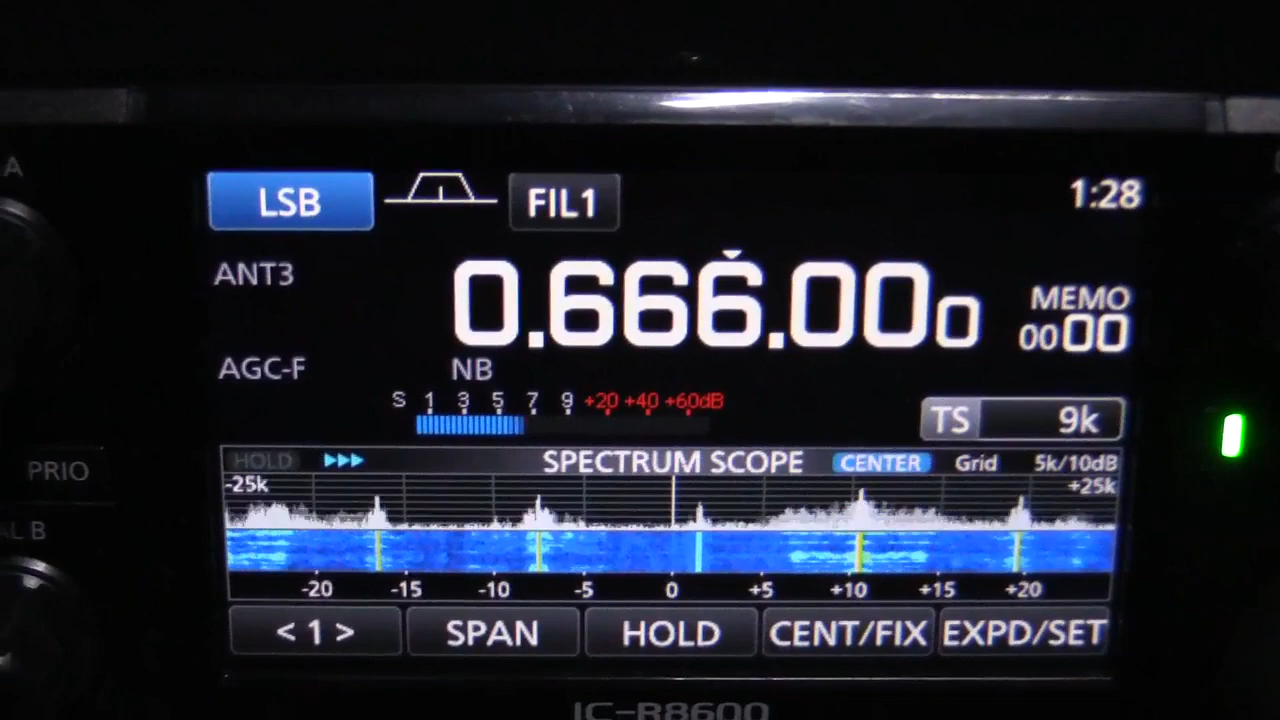 A
LSB FIL1 1:28
ANT3
0.666.000
MEMO
0000
AGC-F NB
S 1 3 5 7 9 +20 +40 +60dB
TS 9k
PRIO
HOLD SPECTRUM SCOPE CENTER Grid 5k/10dB
-25k +25k
AL B
-20 -15 -10 -5 0 +5 +10 +15 +20
< 1 > SPAN HOLD CENT/FIX EXPD/SET
IC-R8600